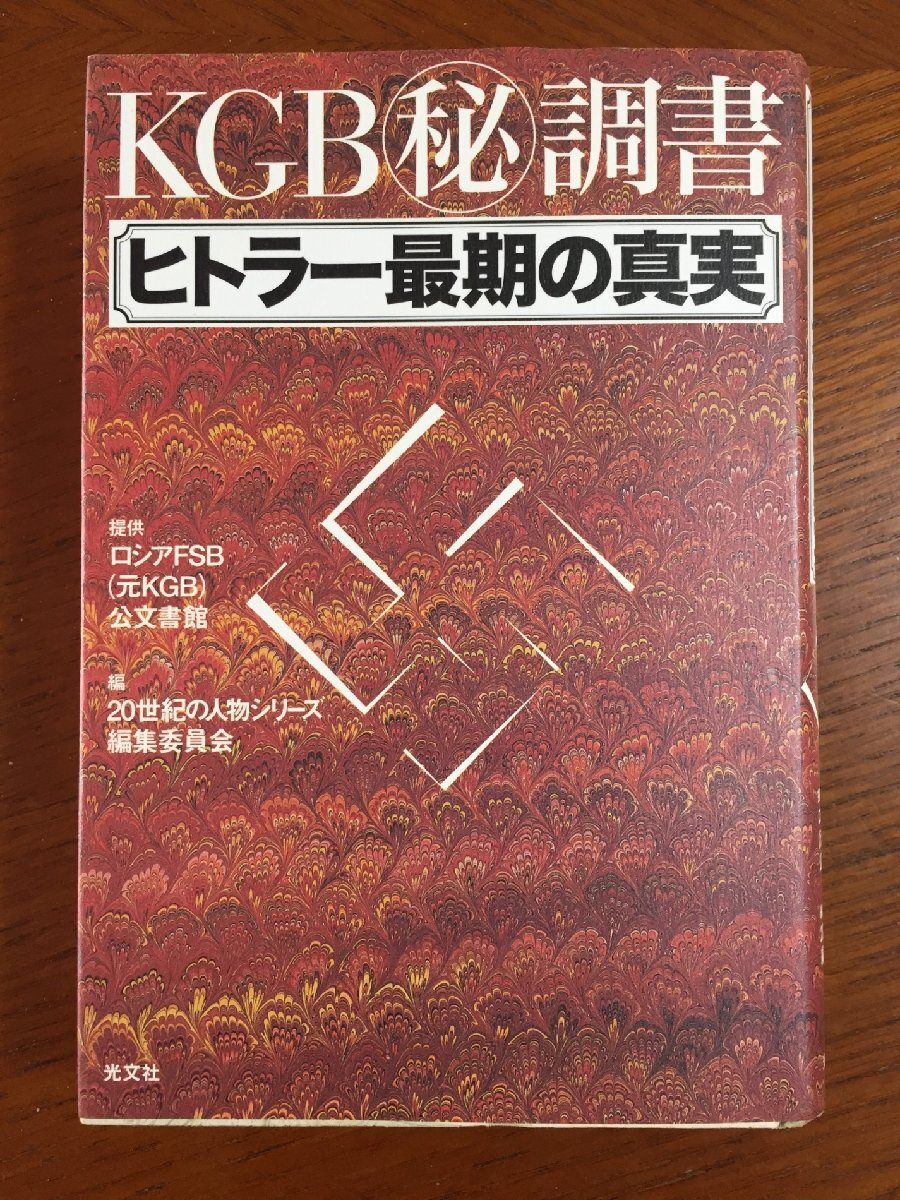 KGB㊙調書
ヒトラー最期の真実
提供
ロシアFSB
(元KGB)
公文書館
編
20世紀の人物シリーズ
編集委員会
光文社